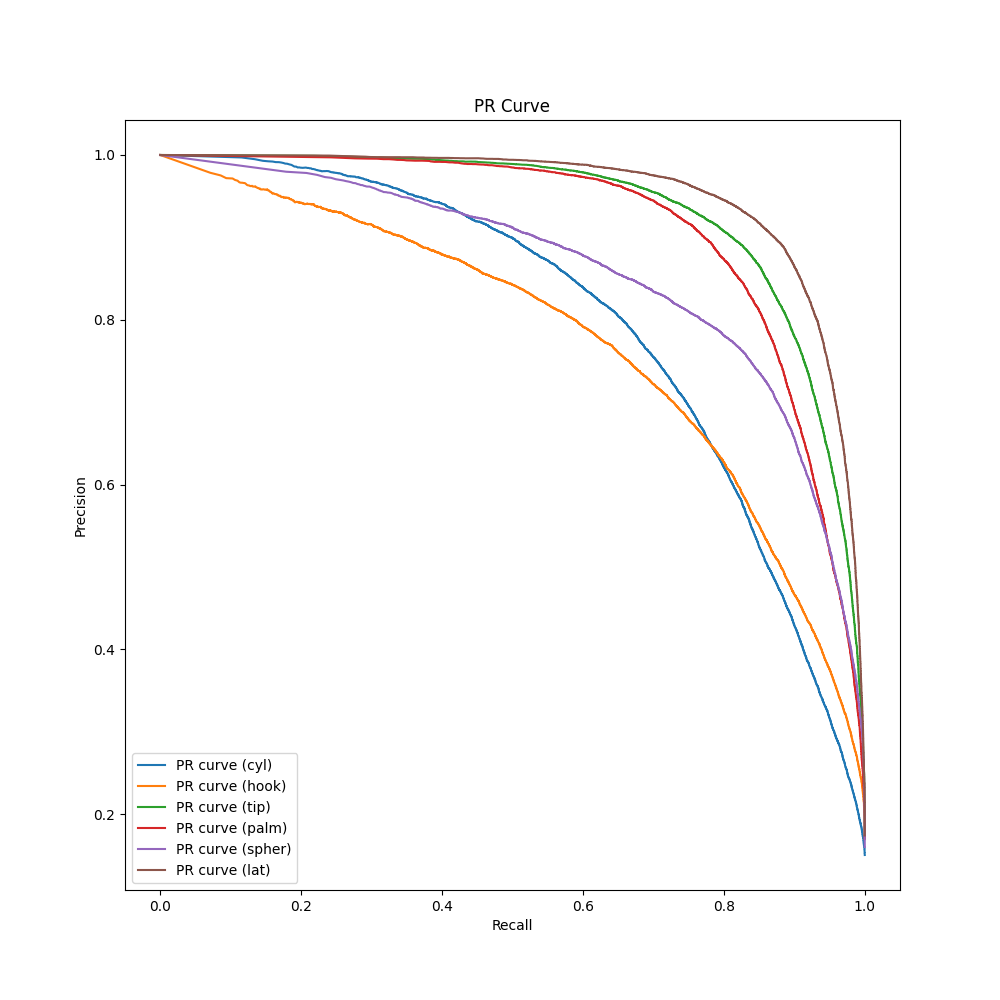 PR Curve
1.0
0.8
0.6
0.4
0.2
Precision
PR curve (cyl)
PR curve (hook)
PR curve (tip)
PR curve (palm)
PR curve (spher)
PR curve (lat)
0.0 0.2 0.4 0.6 0.8 1.0
Recall